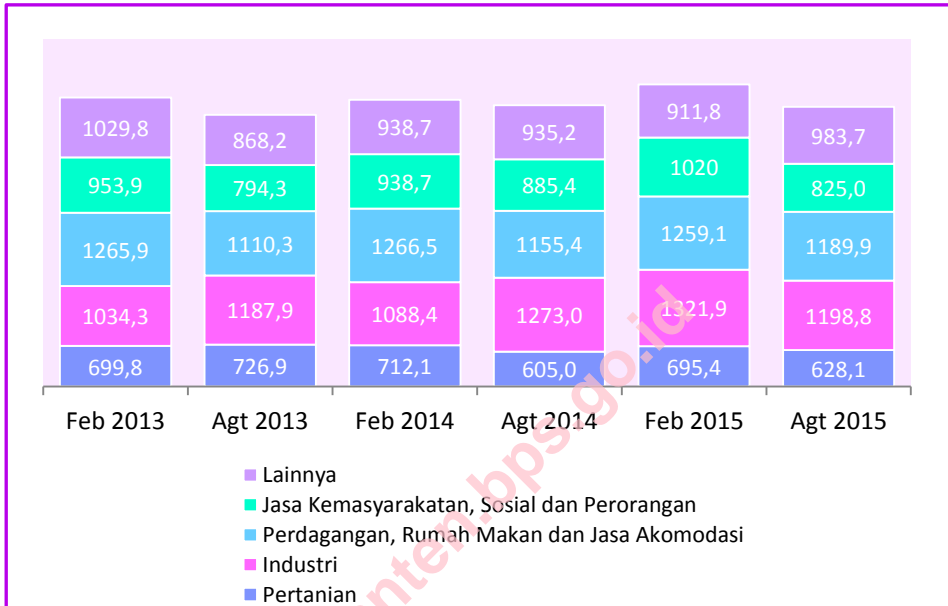 1029,8 868,2 938,7 935,2 911,8 983,7
953,9 794,3 938,7 885,4 1020 825,0
1265,9 1110,3 1266,5 1155,4 1259,1 1189,9
1034,3 1187,9 1088,4 1273,0 1321,9 1198,8
699,8 726,9 712,1 605,0 695,4 628,1
Feb 2013 Agt 2013 Feb 2014 Agt 2014 Feb 2015 Agt 2015
Lainnya
Jasa Kemasyarakatan, Sosial dan Perorangan
Perdagangan, Rumah Makan dan Jasa Akomodasi
Industri
Pertanian
nten.bps.go.id